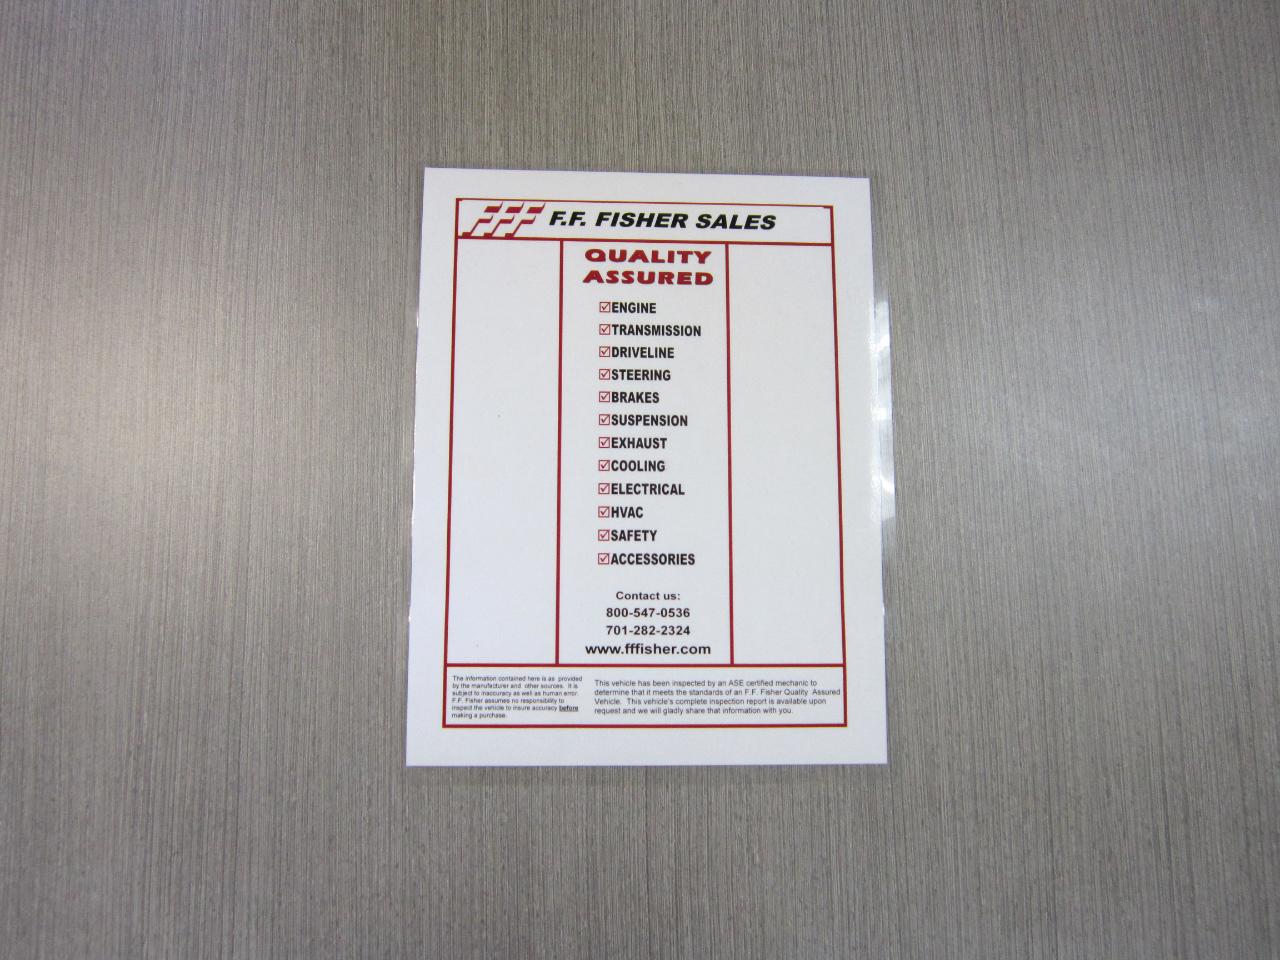 FFF F.F. FISHER SALES
QUALITY
ASSURED
☑ENGINE
☑TRANSMISSION
☑DRIVELINE
☑STEERING
☑BRAKES
☑SUSPENSION
☑EXHAUST
☑COOLING
☑ELECTRICAL
☑HVAC
☑SAFETY
☑ACCESSORIES
Contact us:
800-547-0536
701-282-2324
www.fffisher.com
The information contained here is as provided
by the manufacturer and other sources. It is
subject to inaccuracy as well as human error.
F.F. Fisher assumes no responsibility to
inspect the vehicle to insure accuracy before
making a purchase.
This vehicle has been inspected by an ASE certified mechanic to
determine that it meets the standards of an F.F. Fisher Quality Assured
Vehicle. This vehicle's complete inspection report is available upon
request and we will gladly share that information with you.